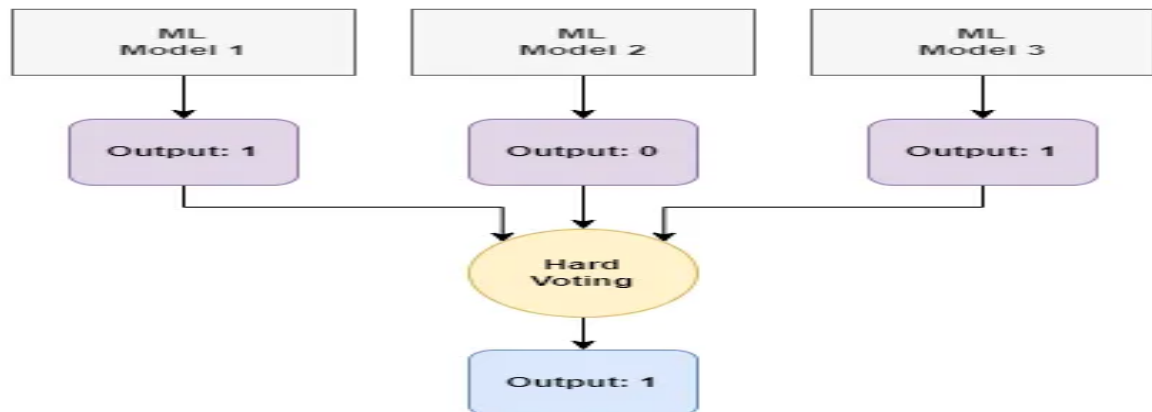 ML
Model 1
ML
Model 2
ML
Model 3
Output: 1
Output: 0
Output: 1
Hard
Voting
Output: 1